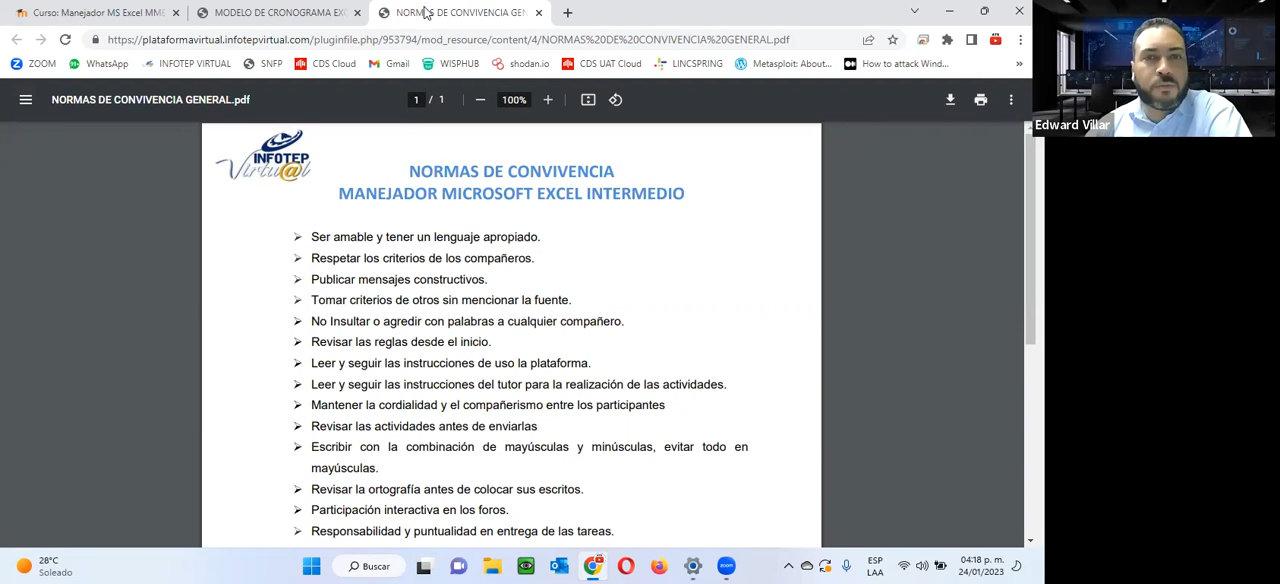 Curso: Manejador MS Excel MME
MODELO DE CRONOGRAMA EXC
NORMAS DE CONVIVENCIA GEN
https://plataformavirtual.infotepvirtual.com/pluginfile.php/953794/mod_resource/content/4/NORMAS%20DE%20CONVIVENCIA%20GENERAL.pdf
ZOOM WhatsApp INFOTEP VIRTUAL SNFP CDS Cloud Gmail WISPHUB shodan.io CDS UAT Cloud LINCSPRING Metasploit: About... How to attack Wind... »
NORMAS DE CONVIVENCIA GENERAL.pdf 1 / 1 — 100% +
Edward Villar
INFOTEP
Virtu@l
NORMAS DE CONVIVENCIA
MANEJADOR MICROSOFT EXCEL INTERMEDIO
➢ Ser amable y tener un lenguaje apropiado.
➢ Respetar los criterios de los compañeros.
➢ Publicar mensajes constructivos.
➢ Tomar criterios de otros sin mencionar la fuente.
➢ No Insultar o agredir con palabras a cualquier compañero.
➢ Revisar las reglas desde el inicio.
➢ Leer y seguir las instrucciones de uso la plataforma.
➢ Leer y seguir las instrucciones del tutor para la realización de las actividades.
➢ Mantener la cordialidad y el compañerismo entre los participantes
➢ Revisar las actividades antes de enviarlas
➢ Escribir con la combinación de mayúsculas y minúsculas, evitar todo en
mayúsculas.
➢ Revisar la ortografía antes de colocar sus escritos.
➢ Participación interactiva en los foros.
➢ Responsabilidad y puntualidad en entrega de las tareas.
28°C
Soleado
Buscar
zoom
ESP
LAA
04:18 p. m.
24/01/2023